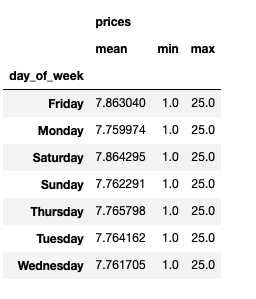 prices
mean min max
day_of_week
Friday 7.863040 1.0 25.0
Monday 7.759974 1.0 25.0
Saturday 7.864295 1.0 25.0
Sunday 7.762291 1.0 25.0
Thursday 7.765798 1.0 25.0
Tuesday 7.764162 1.0 25.0
Wednesday 7.761705 1.0 25.0